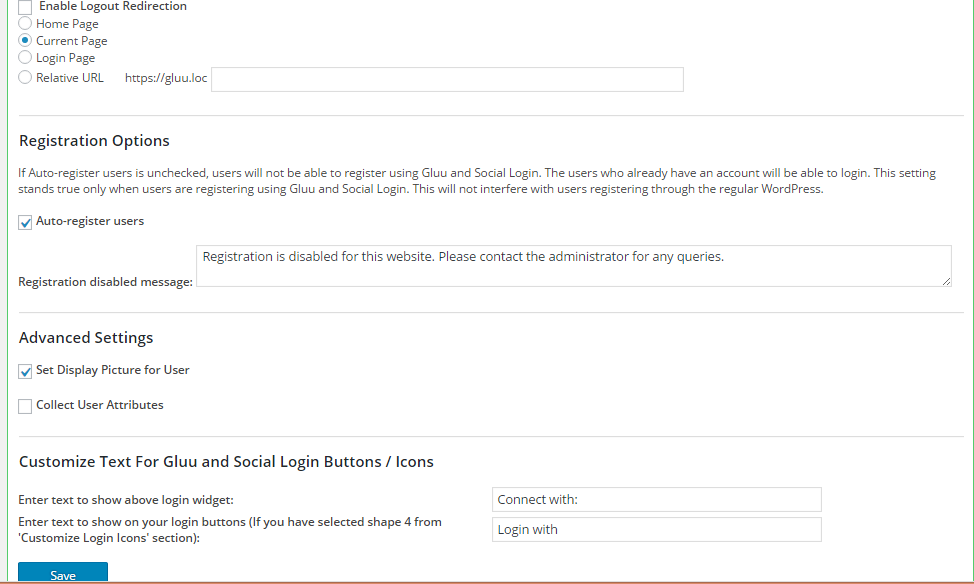 Enable Logout Redirection
Home Page
Current Page
Login Page
Relative URL https://gluu.loc
Registration Options
If Auto-register users is unchecked, users will not be able to register using Gluu and Social Login. The users who already have an account will be able to login. This setting
stands true only when users are registering using Gluu and Social Login. This will not interfere with users registering through the regular WordPress.
Auto-register users
Registration is disabled for this website. Please contact the administrator for any queries.
Registration disabled message:
Advanced Settings
Set Display Picture for User
Collect User Attributes
Customize Text For Gluu and Social Login Buttons / Icons
Enter text to show above login widget: Connect with:
Enter text to show on your login buttons (If you have selected shape 4 from
'Customize Login Icons' section): Login with
Save